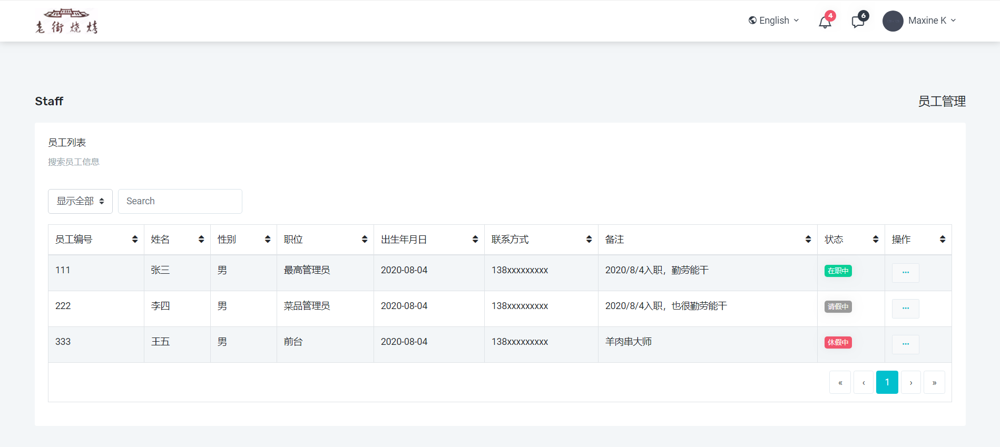 老街烧烤
English
4
6
Maxine K
Staff
员工管理
员工列表
搜索员工信息
显示全部
Search
员工编号 姓名 性别 职位 出生年月日 联系方式 备注 状态 操作
111 张三 男 最高管理员 2020-08-04 138xxxxxxxxx 2020/8/4入职，勤劳能干 在职中 ...
222 李四 男 菜品管理员 2020-08-04 138xxxxxxxxx 2020/8/4入职，也很勤劳能干 请假中 ...
333 王五 男 前台 2020-08-04 138xxxxxxxxx 羊肉串大师 休假中 ...
« ‹ 1 › »